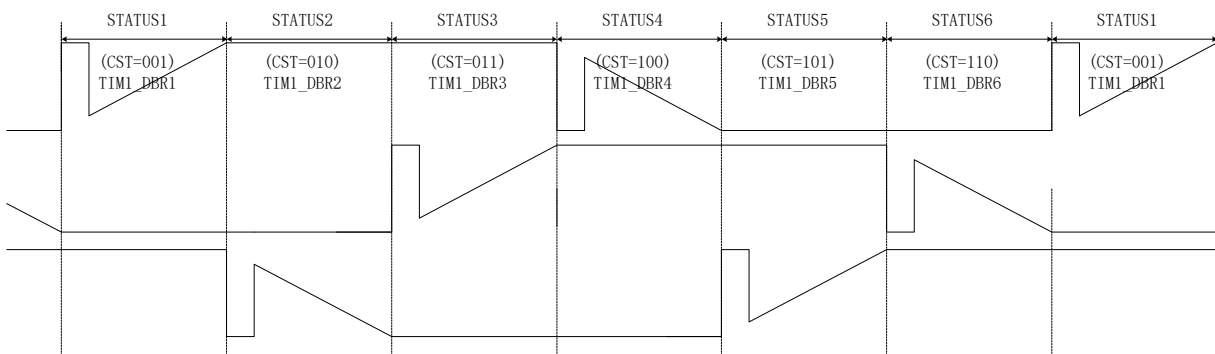 STATUS1 STATUS2 STATUS3 STATUS4 STATUS5 STATUS6 STATUS1
(CST=001) (CST=010) (CST=011) (CST=100) (CST=101) (CST=110) (CST=001)
TIM1_DBR1 TIM1_DBR2 TIM1_DBR3 TIM1_DBR4 TIM1_DBR5 TIM1_DBR6 TIM1_DBR1